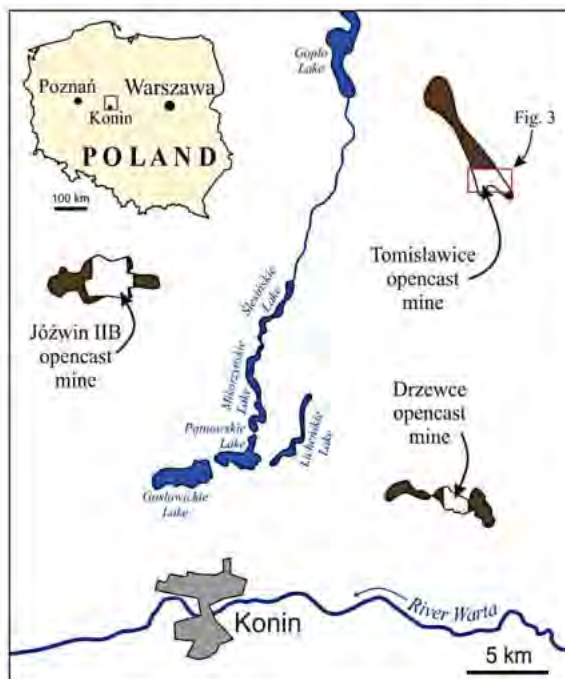 Poznań
Warszawa
Konin
POLAND
100 km
Gopło
Lake
Fig. 3
Tomisławice
opencast
mine
Ślesińskie
Lake
Jóźwin IIB
opencast
mine
Mikorzyńskie
Lake
Drzewce
opencast
mine
Pątnowskie
Lake
Licheńskie
Lake
Gosławickie
Lake
River Warta
Konin
5 km